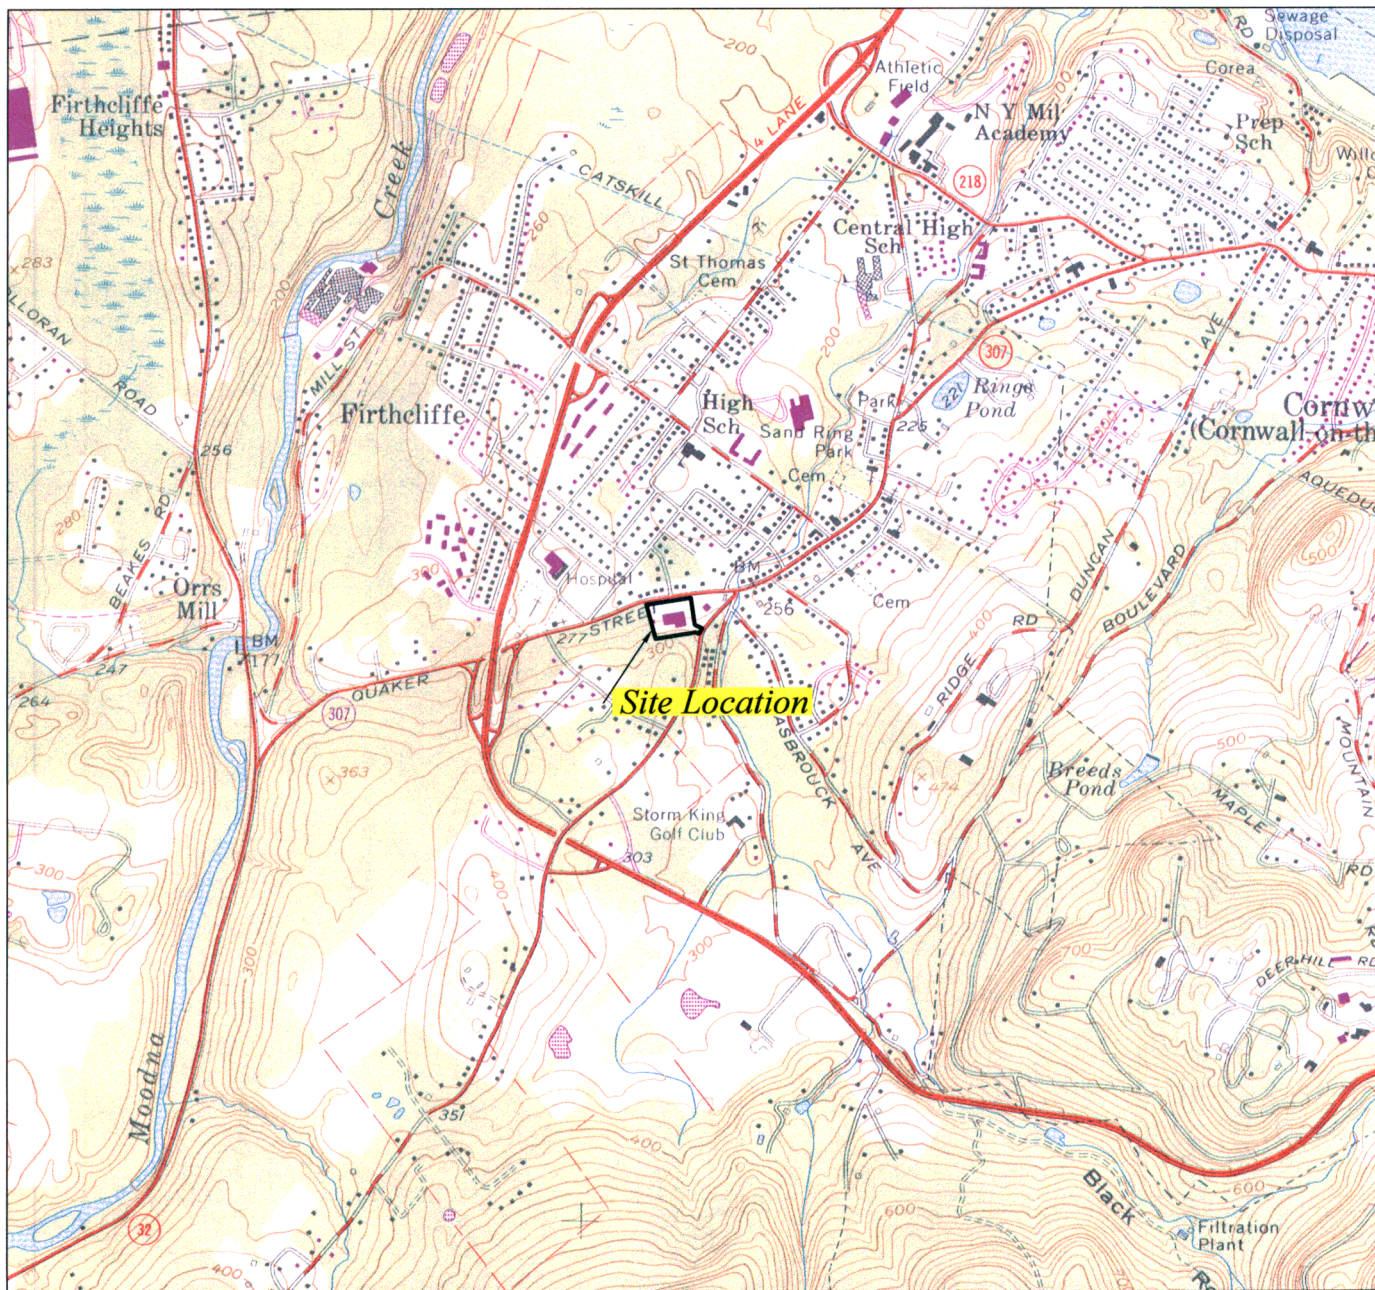 Sewage
Disposal
RD
200
Athletic
Field
Corea
Firthcliffe
Heights
4 LANE
N Y Mil
Academy
Prep
Sch
Creek
CATSKILL
218
260
Central High
Sch
283
200
St Thomas
Cem
ROAD
MILL ST
200
307
AVE
221
Rings
Pond
Firthcliffe
High
Sch
Park
225
Cornw
(Cornwall-on-th
Sand Ring
Park
256
Cem
BEAKES RD
280
500
300
DUNCAN
BOULEVARD
Orrs
Mill
Hospital
BM
256
Cem
400
RD
277
STREET
BM
177
247
300
264
QUAKER
307
RIDGE
Site Location
MOUNTAIN
500
363
474
Breeds
Pond
MAPLE
RD
Storm King
Golf Club
AVE
303
300
400
300
300
700
DEER HILL RD
Moodna
351
400
Black
600
600
32
Filtration
Plant
400